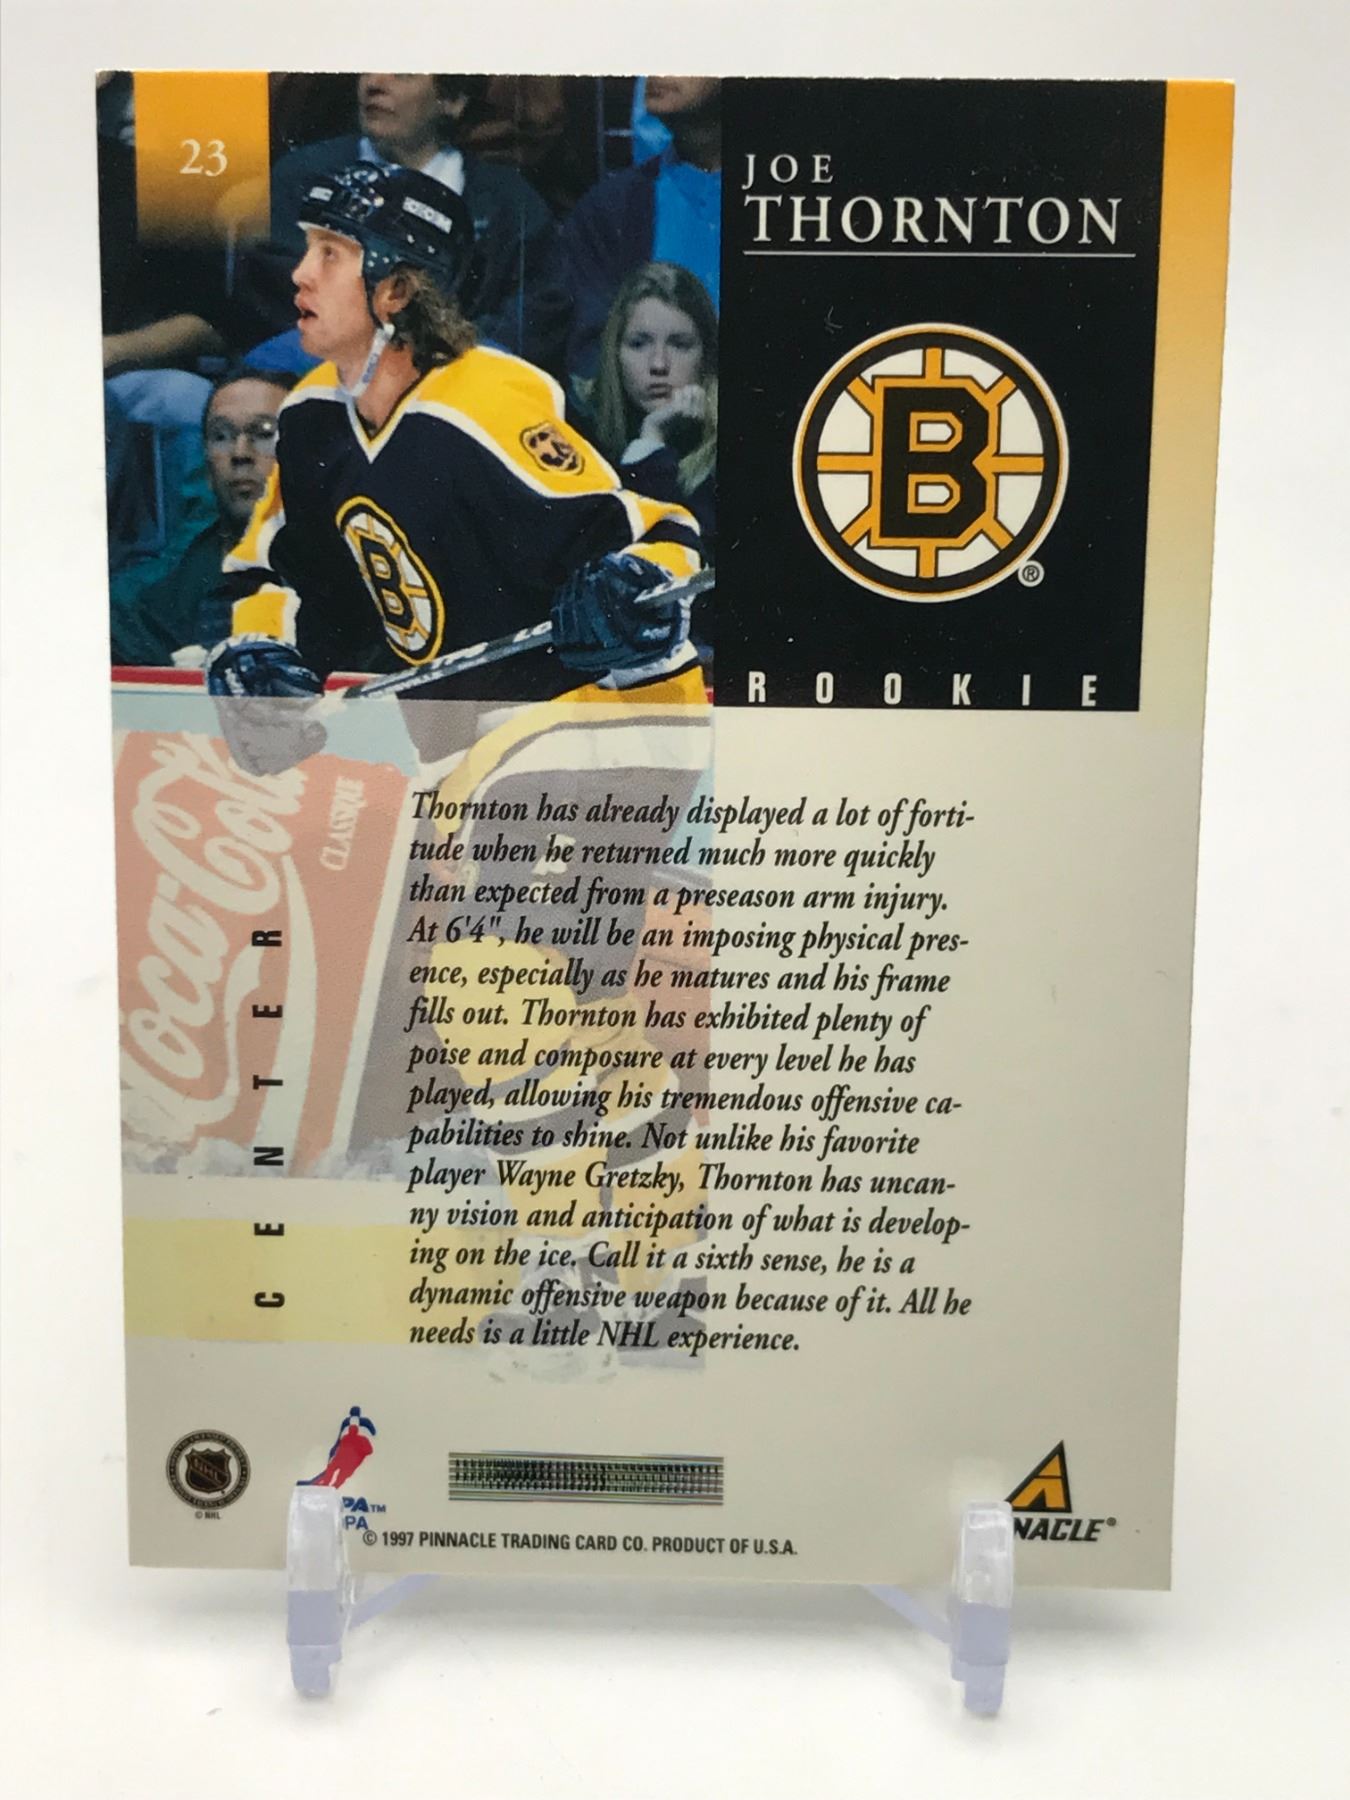 23
JOE
THORNTON
B
®
ROOKIE
B
Coca-Cola
CLASSIQUE
CENTER
Thornton has already displayed a lot of forti-
tude when he returned much more quickly
than expected from a preseason arm injury.
At 6'4", he will be an imposing physical pres-
ence, especially as he matures and his frame
fills out. Thornton has exhibited plenty of
poise and composure at every level he has
played, allowing his tremendous offensive ca-
pabilities to shine. Not unlike his favorite
player Wayne Gretzky, Thornton has uncan-
ny vision and anticipation of what is develop-
ing on the ice. Call it a sixth sense, he is a
dynamic offensive weapon because of it. All he
needs is a little NHL experience.
NHL
© NHL
PA™
PA
NACLE®
© 1997 PINNACLE TRADING CARD CO. PRODUCT OF U.S.A.